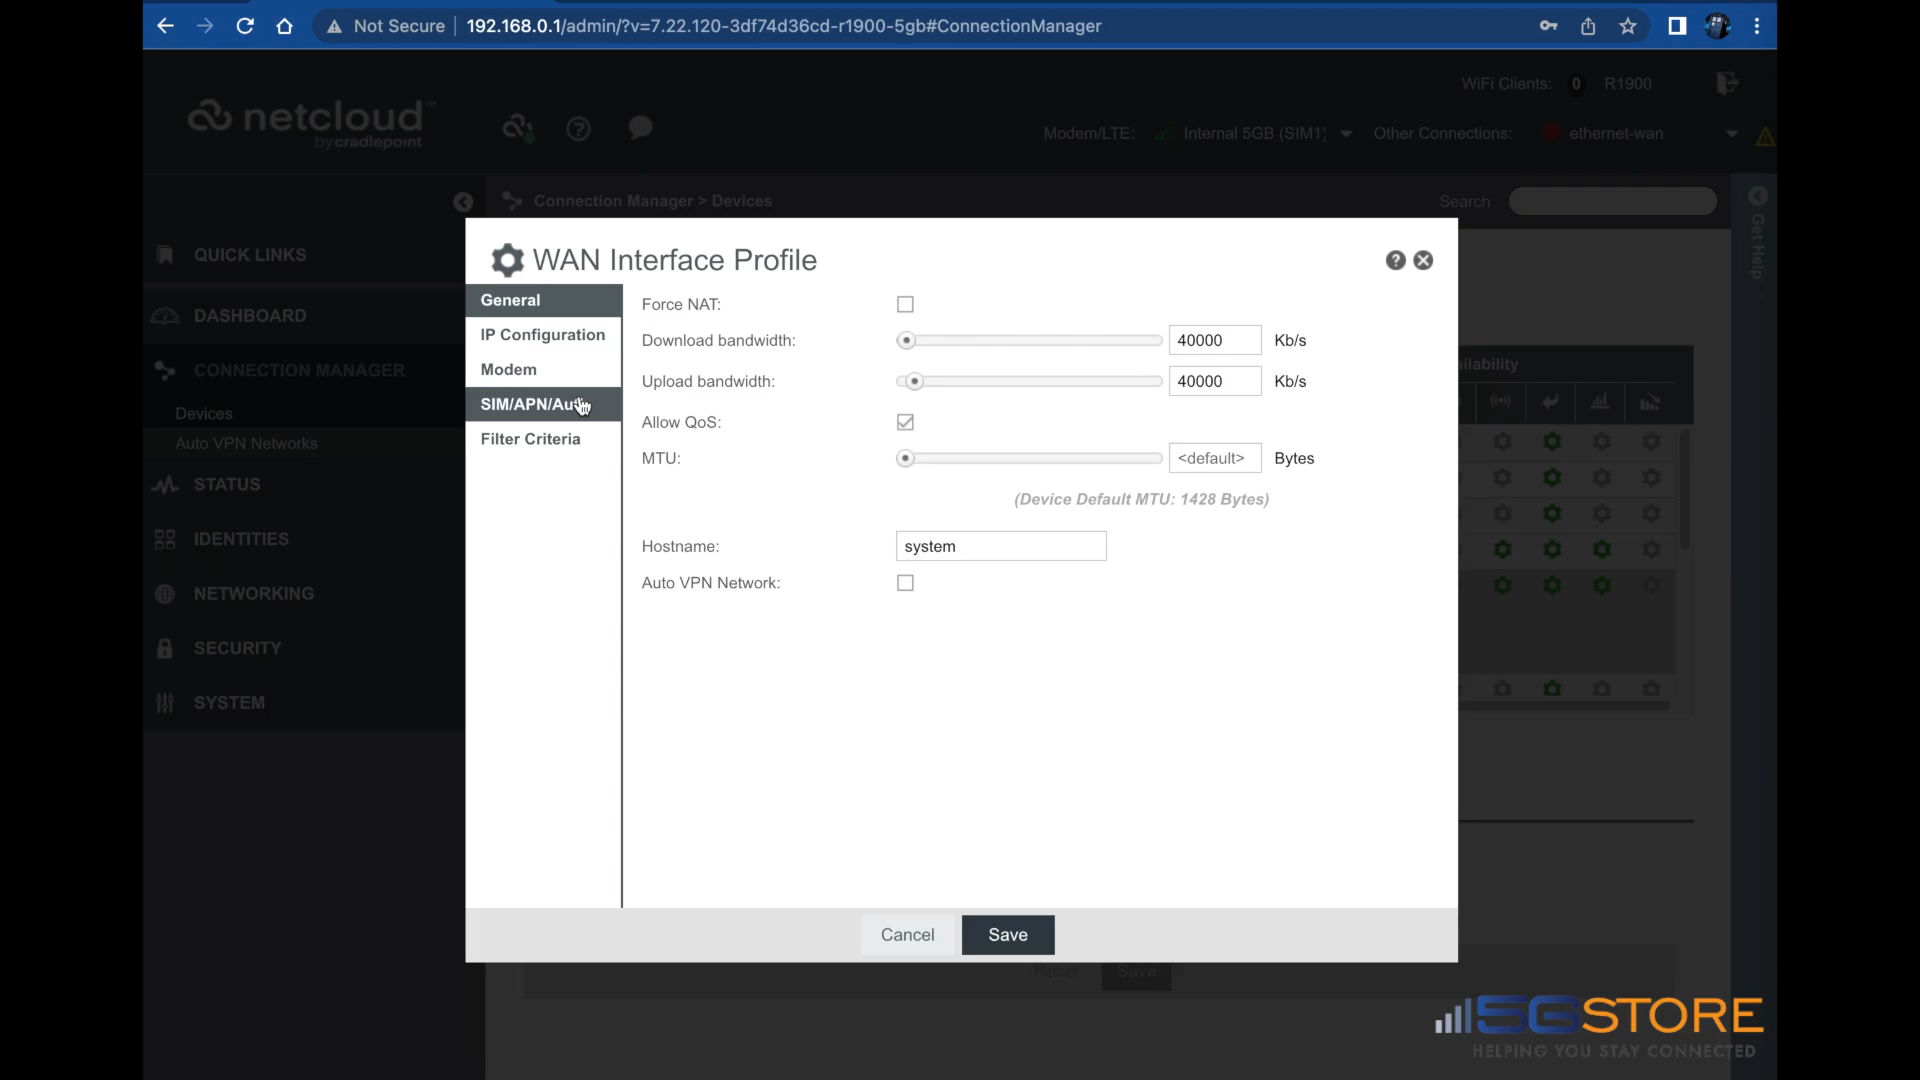 Not Secure | 192.168.0.1/admin/?v=7.22.120-3df74d36cd-r1900-5gb#ConnectionManager
WiFi Clients: 0 R1900
netcloud™
by cradlepoint
Modem/LTE: Internal 5GB (SIM1) Other Connections: ethernet-wan
Connection Manager > Devices
Search
Get Help
QUICK LINKS
DASHBOARD
CONNECTION MANAGER
Devices
Auto VPN Networks
STATUS
IDENTITIES
NETWORKING
SECURITY
SYSTEM
WAN Interface Profile
General
IP Configuration
Modem
SIM/APN/Au
Filter Criteria
Force NAT:
Download bandwidth: 40000 Kb/s
Upload bandwidth: 40000 Kb/s
Allow QoS:
MTU: <default> Bytes
(Device Default MTU: 1428 Bytes)
Hostname: system
Auto VPN Network:
Cancel Save
ilability
Reset Save
5GSTORE
HELPING YOU STAY CONNECTED